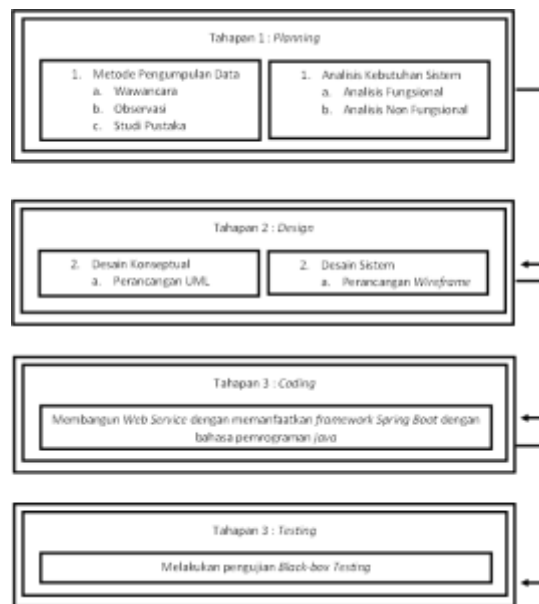 Tahapan 1 : Planning
1. Metode Pengumpulan Data
a. Wawancara
b. Observasi
c. Studi Pustaka
1. Analisis Kebutuhan Sistem
a. Analisis Fungsional
b. Analisis Non Fungsional
Tahapan 2 : Design
2. Desain Konseptual
a. Perancangan UML
2. Desain Sistem
a. Perancangan Wireframe
Tahapan 3 : Coding
Membangun Web Service dengan memanfaatkan framework Spring Boat dengan
bahasa pemrograman java
Tahapan 3 : Testing
Melakukan pengujian Black-box Testing